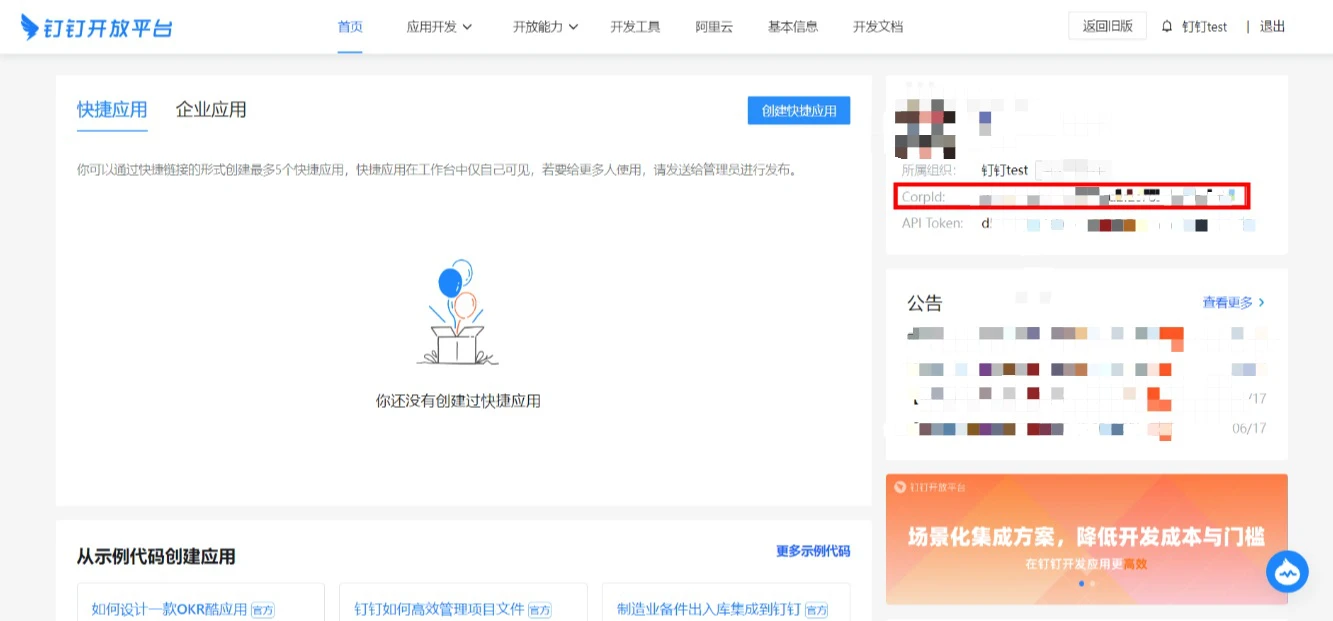 钉钉开放平台
首页 应用开发 开放能力 开发工具 阿里云 基本信息 开发文档 返回旧版 钉钉test | 退出
快捷应用 企业应用 创建快捷应用
你可以通过快捷链接的形式创建最多5个快捷应用，快捷应用在工作台中仅自己可见，若要给更多人使用，请发送给管理员进行发布。
你还没有创建过快捷应用
所属组织: 钉钉test
CorpId:
API Token: d
公告 查看更多
/17
06/17
钉钉开放平台
场景化集成方案，降低开发成本与门槛
在钉钉开发应用更高效
从示例代码创建应用 更多示例代码
如何设计一款OKR酷应用 官方
钉钉如何高效管理项目文件 官方
制造业备件出入库集成到钉钉 官方